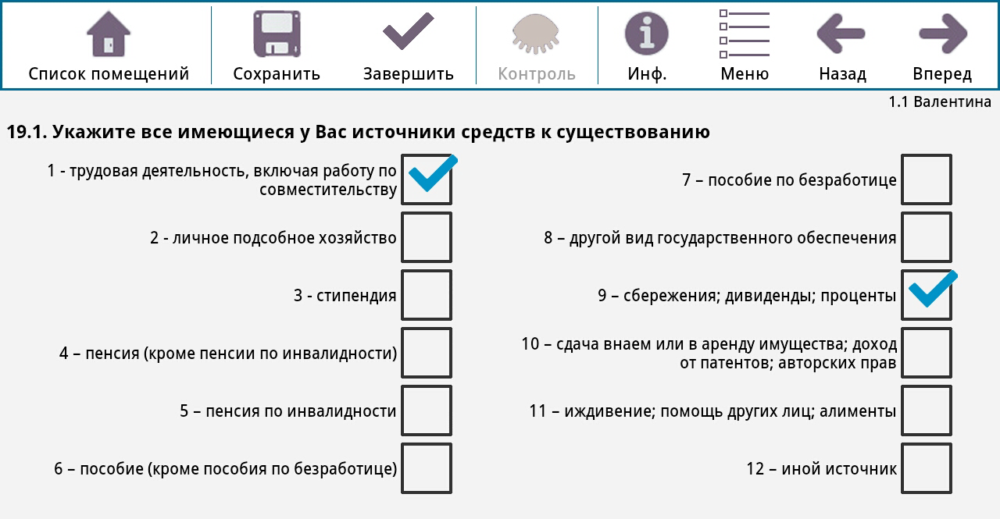 Список помещений
Сохранить
Завершить
Контроль
Инф.
Меню
Назад
Вперед
1.1 Валентина
19.1. Укажите все имеющиеся у Вас источники средств к существованию
1 - трудовая деятельность, включая работу по
совместительству
2 - личное подсобное хозяйство
3 - стипендия
4 – пенсия (кроме пенсии по инвалидности)
5 – пенсия по инвалидности
6 – пособие (кроме пособия по безработице)
7 – пособие по безработице
8 – другой вид государственного обеспечения
9 – сбережения; дивиденды; проценты
10 – сдача внаем или в аренду имущества; доход
от патентов; авторских прав
11 – иждивение; помощь других лиц; алименты
12 – иной источник